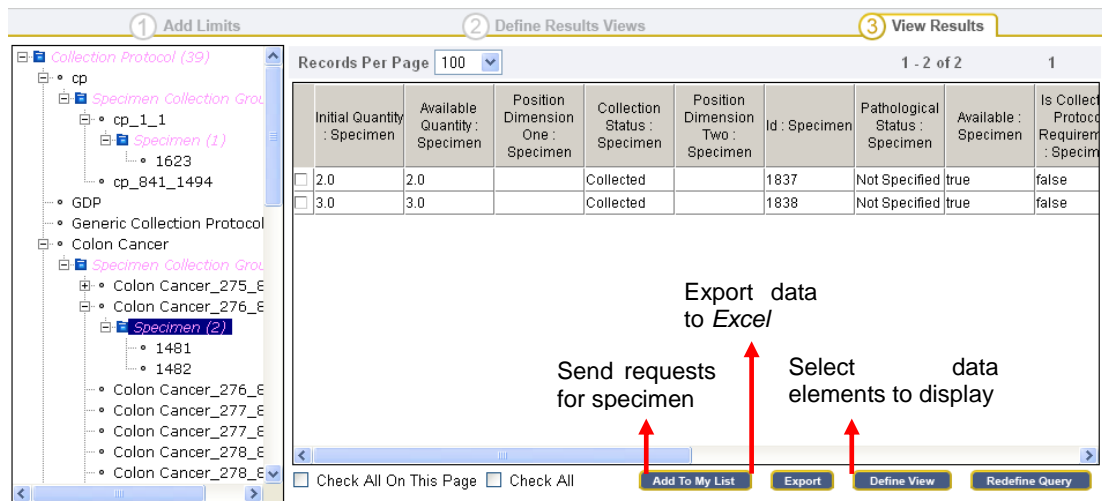 1 Add Limits
2 Define Results Views
3 View Results
Collection Protocol (39)
cp
Specimen Collection Grou
cp_1_1
Specimen (1)
1623
cp_841_1494
GDP
Generic Collection Protocol
Colon Cancer
Specimen Collection Grou
Colon Cancer_275_8
Colon Cancer_276_8
Specimen (2)
1481
1482
Colon Cancer_276_8
Colon Cancer_277_8
Colon Cancer_277_8
Colon Cancer_278_8
Colon Cancer_278_8
Records Per Page 100
1 - 2 of 2
1
Initial Quantity : Specimen
Available Quantity : Specimen
Position Dimension One : Specimen
Collection Status : Specimen
Position Dimension Two : Specimen
Id : Specimen
Pathological Status : Specimen
Available : Specimen
Is Collect Protoco Requirem : Specim
2.0 2.0 Collected 1837 Not Specified true false
3.0 3.0 Collected 1838 Not Specified true false
Export data
to Excel
Send requests
for specimen
Select data
elements to display
Check All On This Page Check All
Add To My List
Export
Define View
Redefine Query